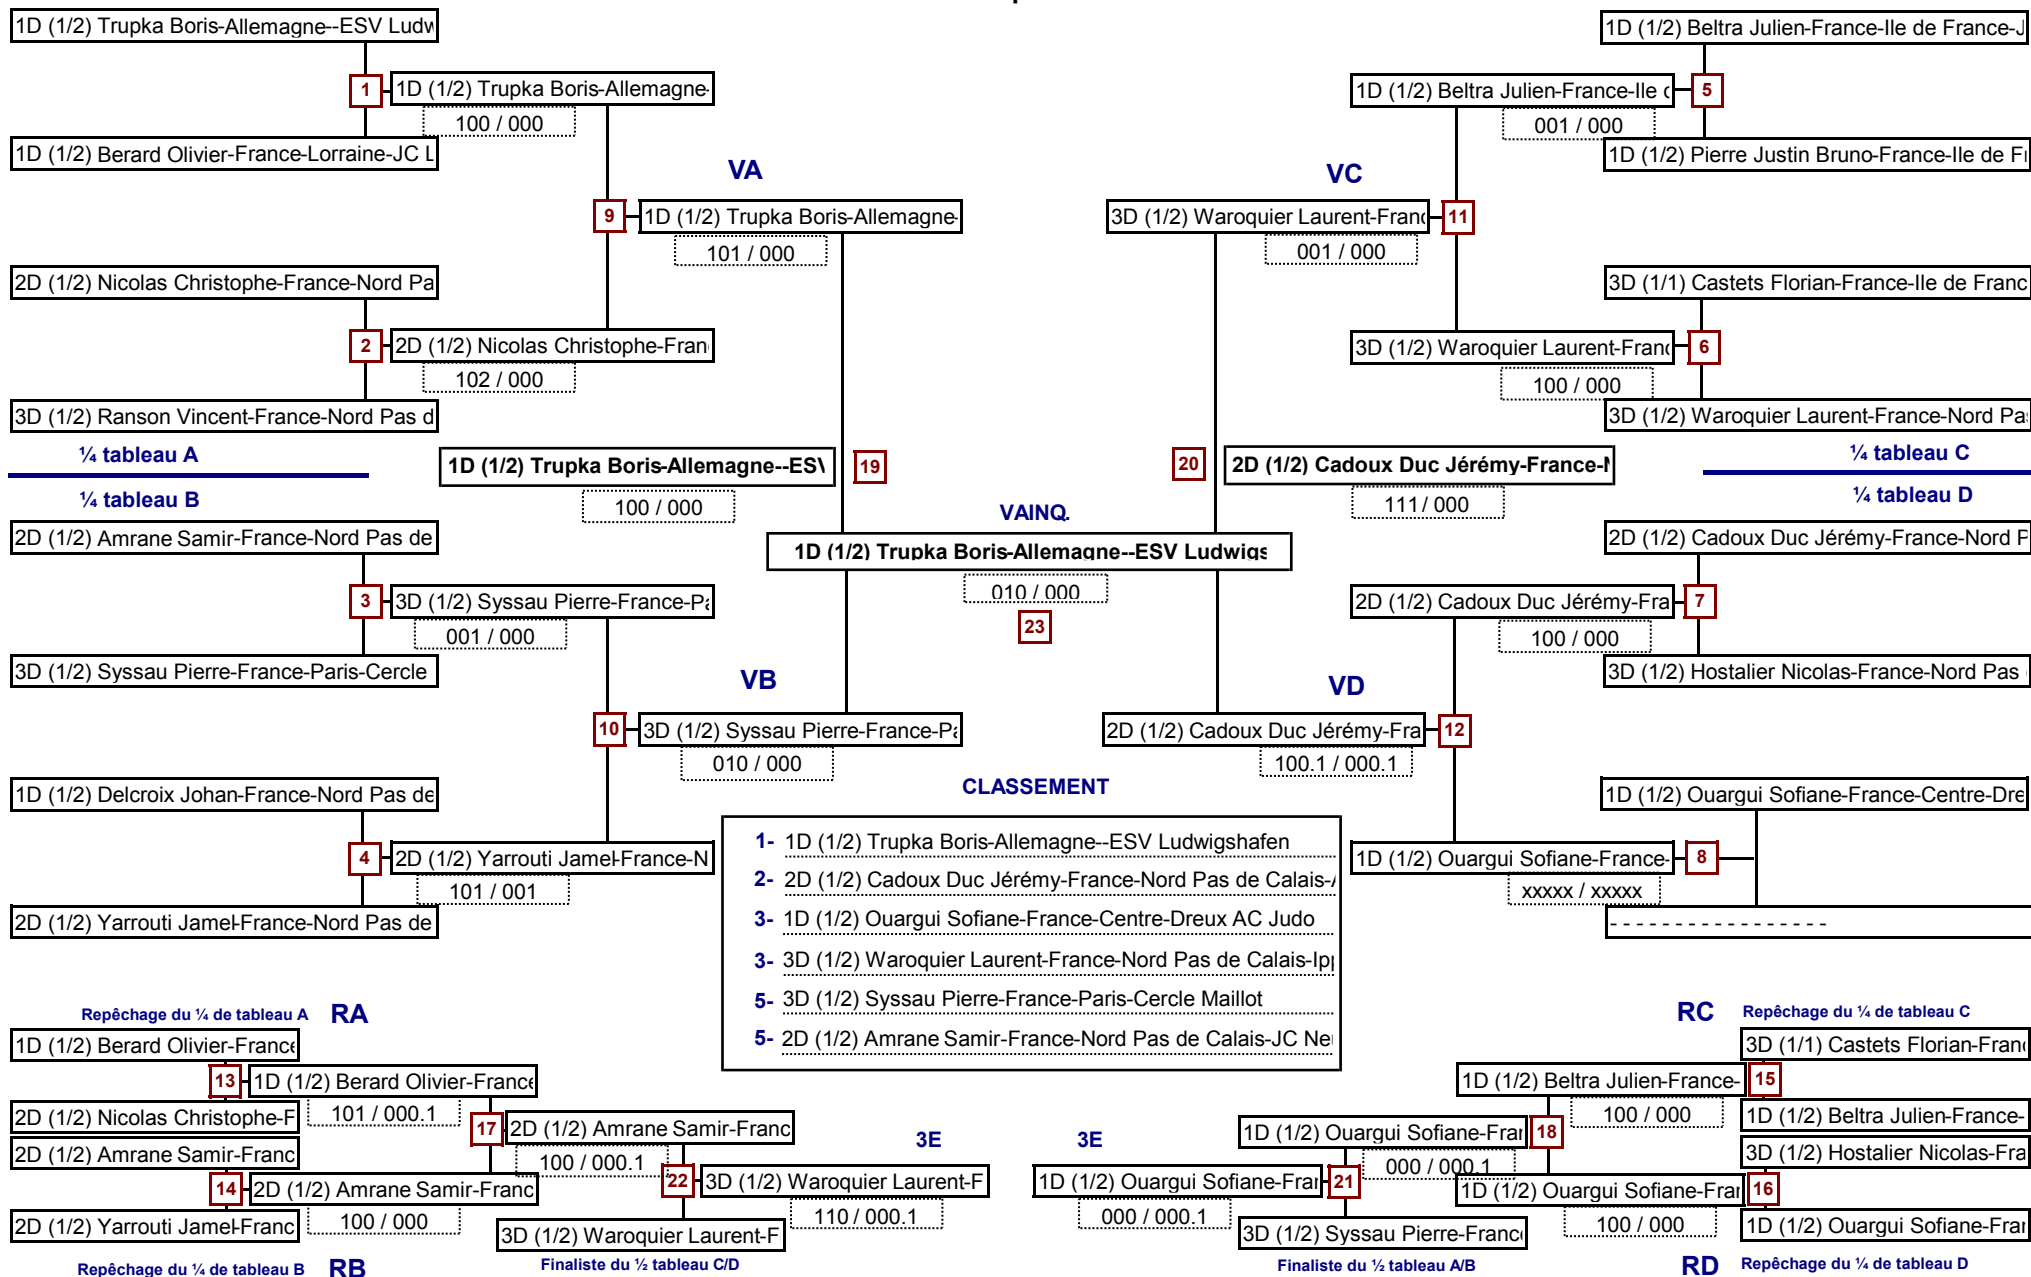 1D (1/2) Trupka Boris-Allemagne--ESV Ludw
1D (1/2) Beltra Julien-France-Ile de France-J
1
1D (1/2) Trupka Boris-Allemagne-
100 / 000
1D (1/2) Beltra Julien-France-Ile
5
001 / 000
1D (1/2) Berard Olivier-France-Lorraine-JC L
1D (1/2) Pierre Justin Bruno-France-Ile de Fr
VA
VC
9
1D (1/2) Trupka Boris-Allemagne-
101 / 000
3D (1/2) Waroquier Laurent-Franc
11
001 / 000
2D (1/2) Nicolas Christophe-France-Nord Pa
3D (1/1) Castets Florian-France-Ile de Franc
2
2D (1/2) Nicolas Christophe-Fran
102 / 000
3D (1/2) Waroquier Laurent-Franc
6
100 / 000
3D (1/2) Ranson Vincent-France-Nord Pas d
3D (1/2) Waroquier Laurent-France-Nord Pa
¼ tableau A
¼ tableau C
1D (1/2) Trupka Boris-Allemagne--ESV
19
20
2D (1/2) Cadoux Duc Jérémy-France-N
¼ tableau B
¼ tableau D
100 / 000
111 / 000
VAINQ.
2D (1/2) Amrane Samir-France-Nord Pas de
2D (1/2) Cadoux Duc Jérémy-France-Nord P
1D (1/2) Trupka Boris-Allemagne--ESV Ludwigs
010 / 000
23
3
3D (1/2) Syssau Pierre-France-Pa
001 / 000
2D (1/2) Cadoux Duc Jérémy-Fra
7
100 / 000
3D (1/2) Syssau Pierre-France-Paris-Cercle
3D (1/2) Hostalier Nicolas-France-Nord Pas
VB
VD
10
3D (1/2) Syssau Pierre-France-Pa
010 / 000
2D (1/2) Cadoux Duc Jérémy-Fra
12
100.1 / 000.1
1D (1/2) Delcroix Johan-France-Nord Pas de
1D (1/2) Ouargui Sofiane-France-Centre-Dre
4
2D (1/2) Yarrouti Jamel-France-N
101 / 001
1D (1/2) Ouargui Sofiane-France-
8
xxxxx / xxxxx
2D (1/2) Yarrouti Jamel-France-Nord Pas de
- - - - - - - - - - - - - - - - -
CLASSEMENT
1- 1D (1/2) Trupka Boris-Allemagne--ESV Ludwigshafen
2- 2D (1/2) Cadoux Duc Jérémy-France-Nord Pas de Calais-A
3- 1D (1/2) Ouargui Sofiane-France-Centre-Dreux AC Judo
3- 3D (1/2) Waroquier Laurent-France-Nord Pas de Calais-Ipp
5- 3D (1/2) Syssau Pierre-France-Paris-Cercle Maillot
5- 2D (1/2) Amrane Samir-France-Nord Pas de Calais-JC Neu
Repêchage du ¼ de tableau A RA
RC Repêchage du ¼ de tableau C
1D (1/2) Berard Olivier-France
13
1D (1/2) Berard Olivier-France
101 / 000.1
2D (1/2) Nicolas Christophe-F
2D (1/2) Amrane Samir-Franc
14
2D (1/2) Amrane Samir-Franc
100 / 000
2D (1/2) Yarrouti Jamel-Franc
Repêchage du ¼ de tableau B RB
17
2D (1/2) Amrane Samir-Franc
100 / 000.1
22
3D (1/2) Waroquier Laurent-F
Finaliste du ½ tableau C/D
3E
3D (1/2) Waroquier Laurent-F
110 / 000.1
3E
1D (1/2) Ouargui Sofiane-Fran
000 / 000.1
21
1D (1/2) Ouargui Sofiane-Fran
18
000 / 000.1
3D (1/2) Syssau Pierre-France
Finaliste du ½ tableau A/B
3D (1/1) Castets Florian-Franc
1D (1/2) Beltra Julien-France-
15
100 / 000
1D (1/2) Beltra Julien-France-
3D (1/2) Hostalier Nicolas-Fra
1D (1/2) Ouargui Sofiane-Fran
16
100 / 000
1D (1/2) Ouargui Sofiane-Fran
RD Repêchage du ¼ de tableau D